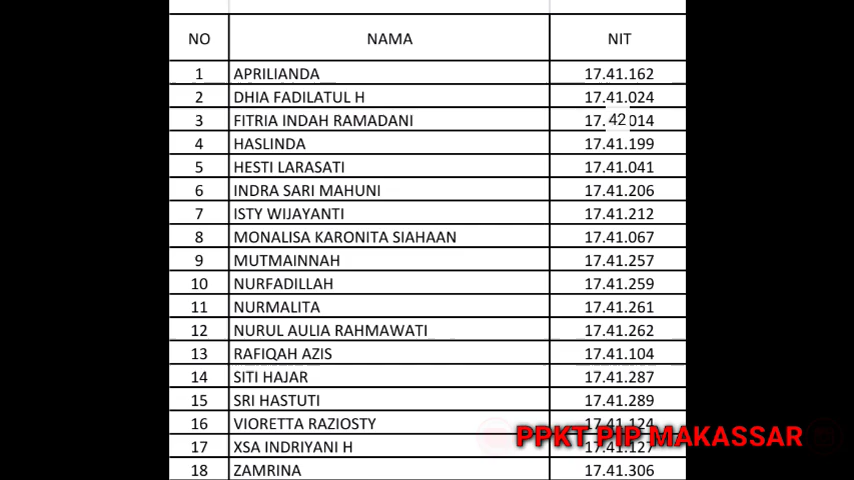 NO NAMA NIT
1 APRILIANDA 17.41.162
2 DHIA FADILATUL H 17.41.024
3 FITRIA INDAH RAMADANI 17.42.014
4 HASLINDA 17.41.199
5 HESTI LARASATI 17.41.041
6 INDRA SARI MAHUNI 17.41.206
7 ISTY WIJAYANTI 17.41.212
8 MONALISA KARONITA SIAHAAN 17.41.067
9 MUTMAINNAH 17.41.257
10 NURFADILLAH 17.41.259
11 NURMALITA 17.41.261
12 NURUL AULIA RAHMAWATI 17.41.262
13 RAFIQAH AZIS 17.41.104
14 SITI HAJAR 17.41.287
15 SRI HASTUTI 17.41.289
16 VIORETTA RAZIOSTY 17.41.124
PPKT PIP MAKASSAR
17 XSA INDRIYANI H 17.41.127
18 ZAMRINA 17.41.306